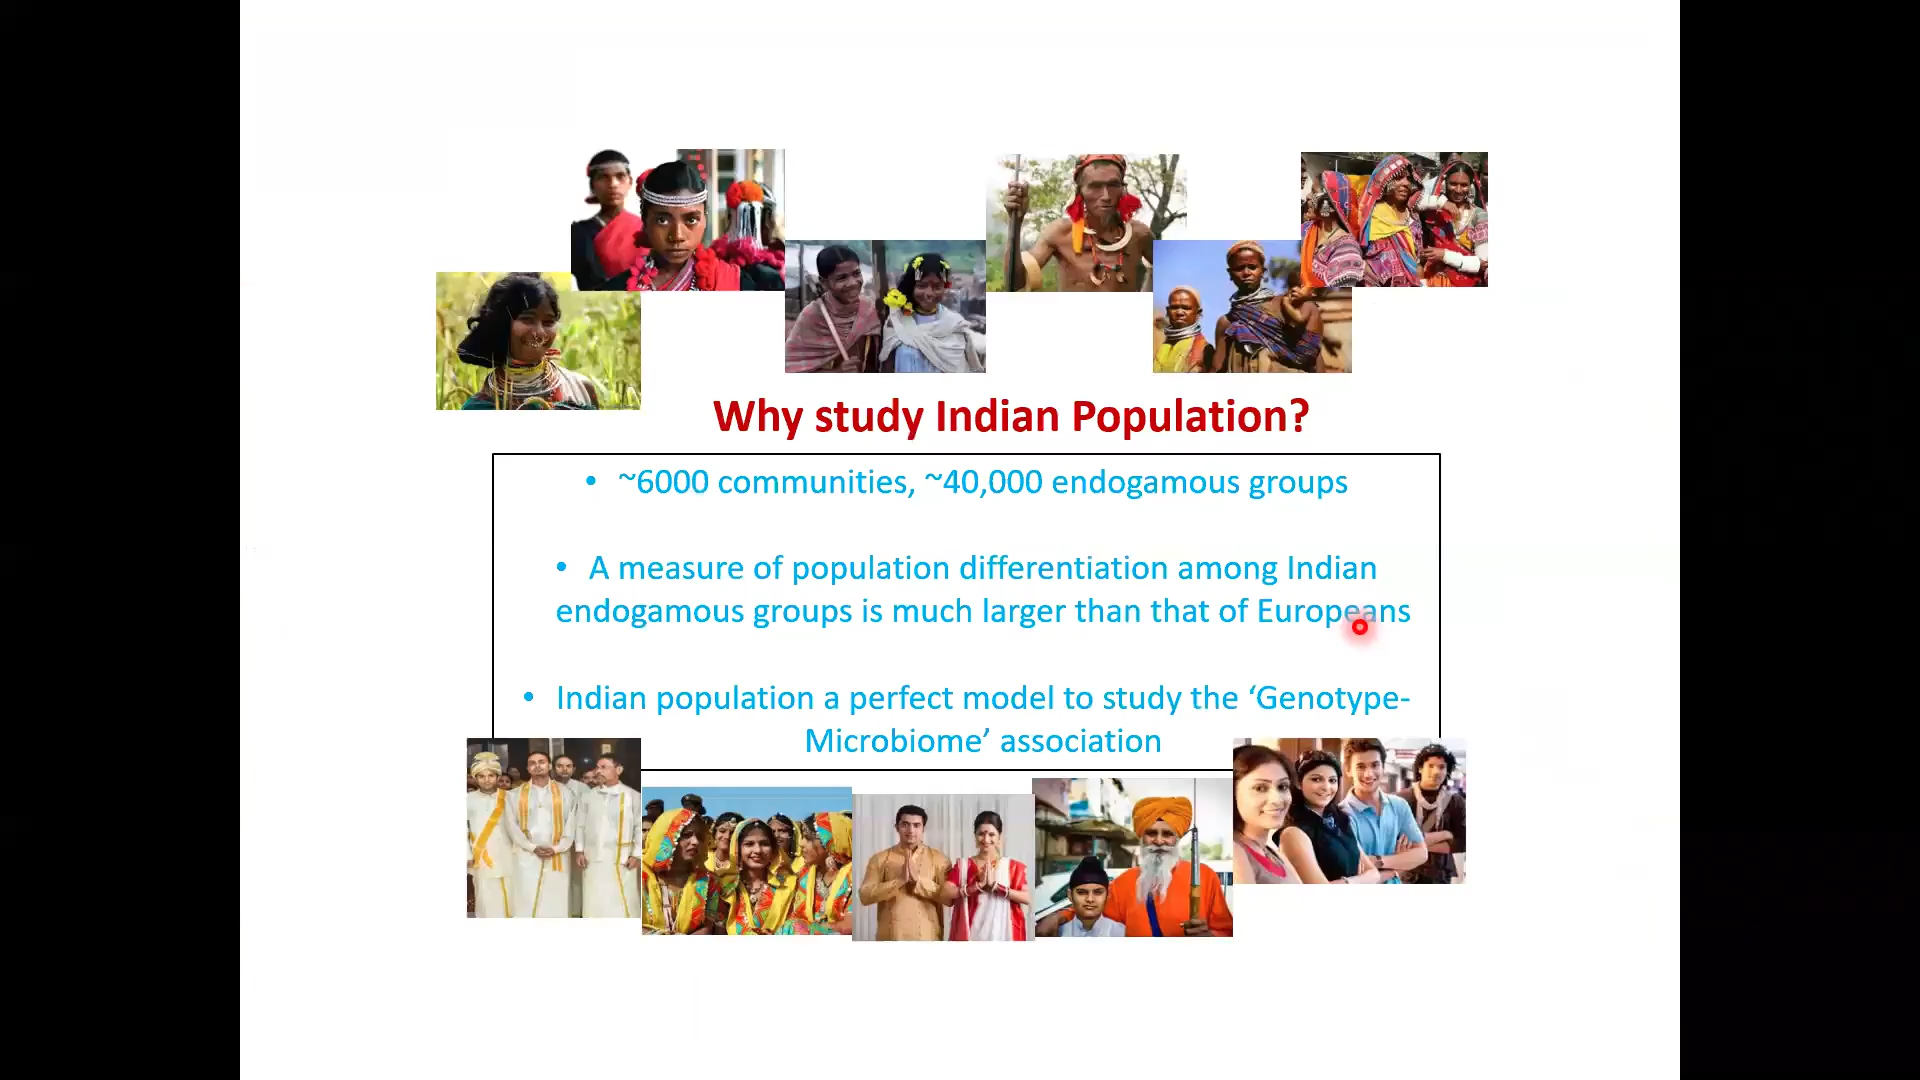 Why study Indian Population?
• ~6000 communities, ~40,000 endogamous groups
• A measure of population differentiation among Indian
endogamous groups is much larger than that of Europeans
• Indian population a perfect model to study the ‘Genotype-
Microbiome’ association